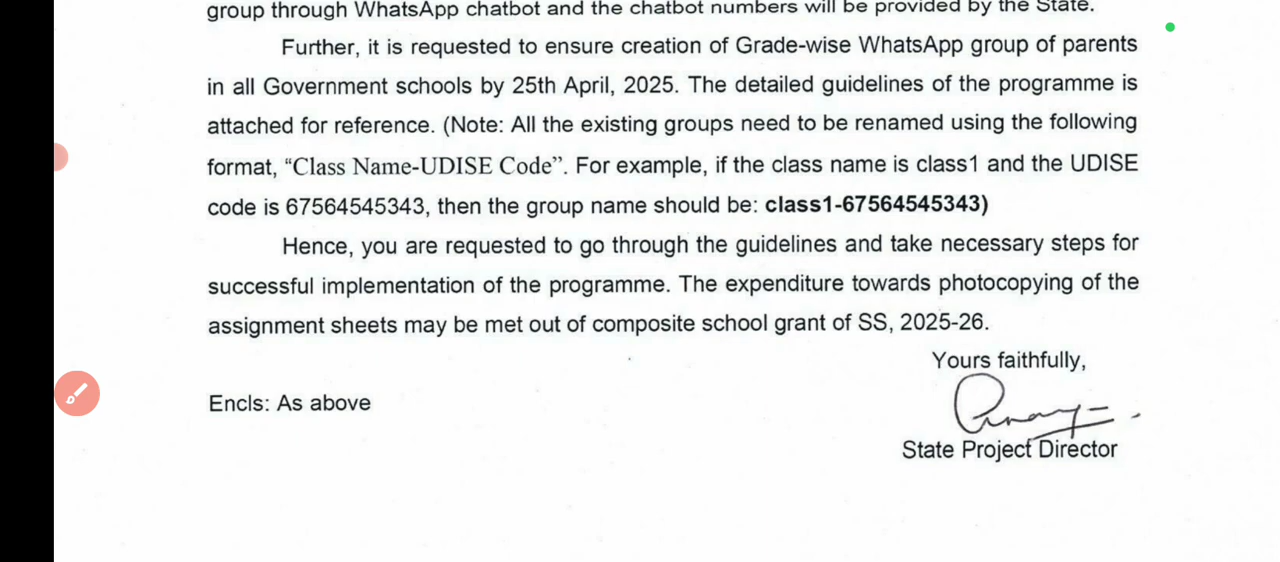 group through WhatsApp chatbot and the chatbot numbers will be provided by the State.
Further, it is requested to ensure creation of Grade-wise WhatsApp group of parents
in all Government schools by 25th April, 2025. The detailed guidelines of the programme is
attached for reference. (Note: All the existing groups need to be renamed using the following
format, “Class Name-UDISE Code”. For example, if the class name is class1 and the UDISE
code is 67564545343, then the group name should be: class1-67564545343)
Hence, you are requested to go through the guidelines and take necessary steps for
successful implementation of the programme. The expenditure towards photocopying of the
assignment sheets may be met out of composite school grant of SS, 2025-26.
Yours faithfully,
Encls: As above
State Project Director